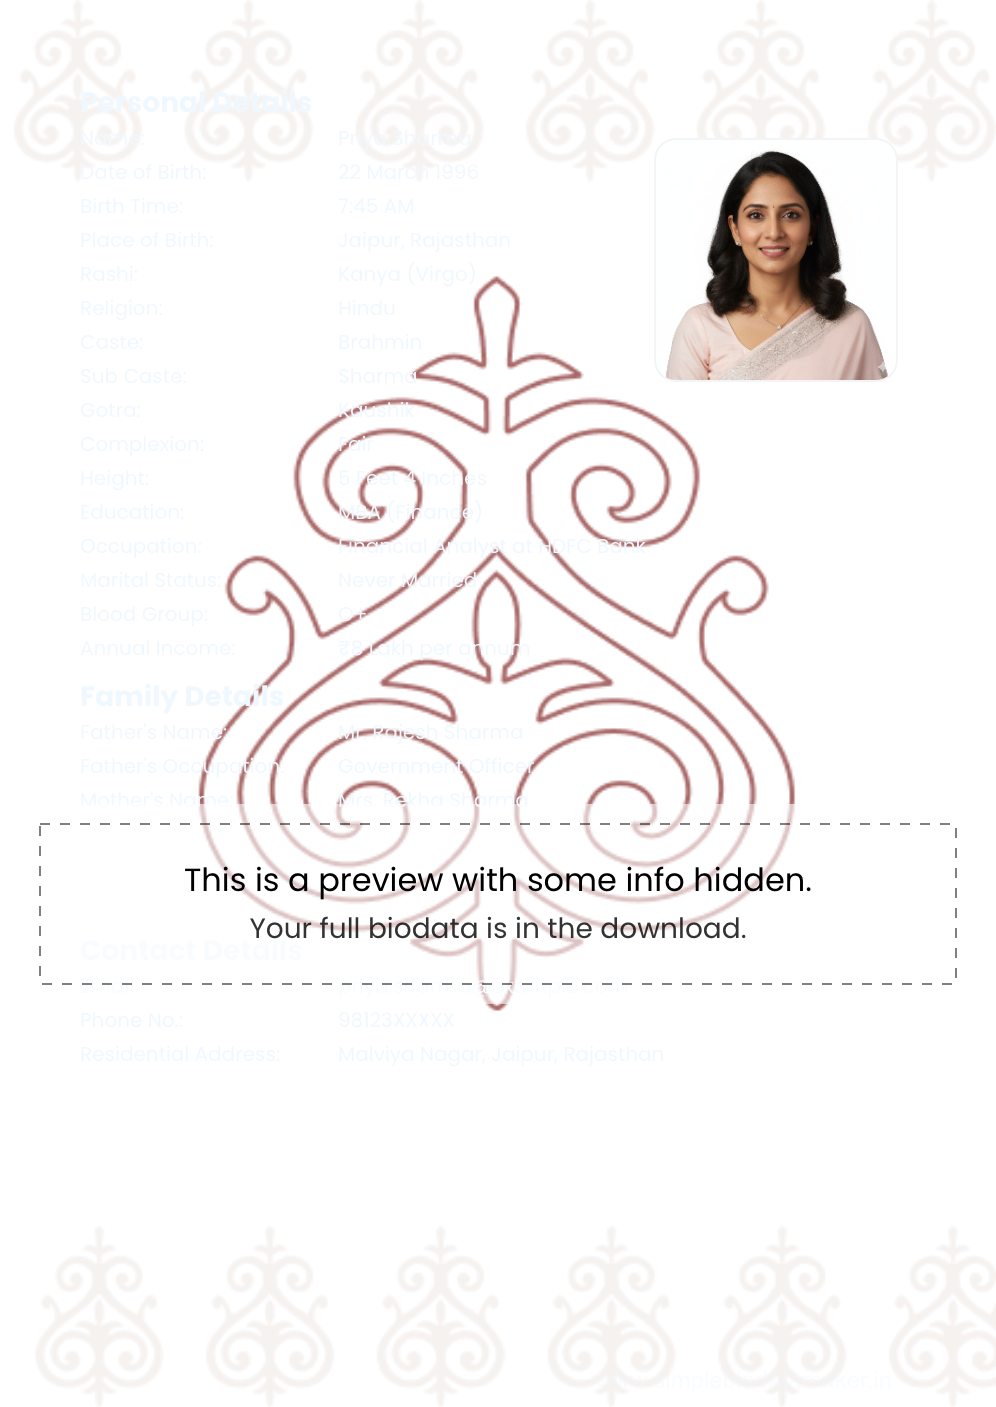 Personal Details
Name: Priya Sharma
Date of Birth: 22 March 1996
Birth Time: 7:45 AM
Place of Birth: Jaipur, Rajasthan
Rashi: Kanya (Virgo)
Religion: Hindu
Caste: Brahmin
Sub Caste: Sharma
Gotra: Kaushik
Complexion: Fair
Height: 5 Feet 4 Inches
Education: MBA (Finance)
Occupation: Financial Analyst at HDFC Bank
Marital Status: Never Married
Blood Group: O+
Annual Income: ₹8 Lakh per annum
Family Details
Father's Name: Mr. Rajesh Sharma
Father's Occupation: Government Officer
Mother's Name: Mrs. Rekha Sharma
This is a preview with some info hidden.
Your full biodata is in the download.
Contact Details
Phone No.: 98123XXXXX
Residential Address: Malviya Nagar, Jaipur, Rajasthan